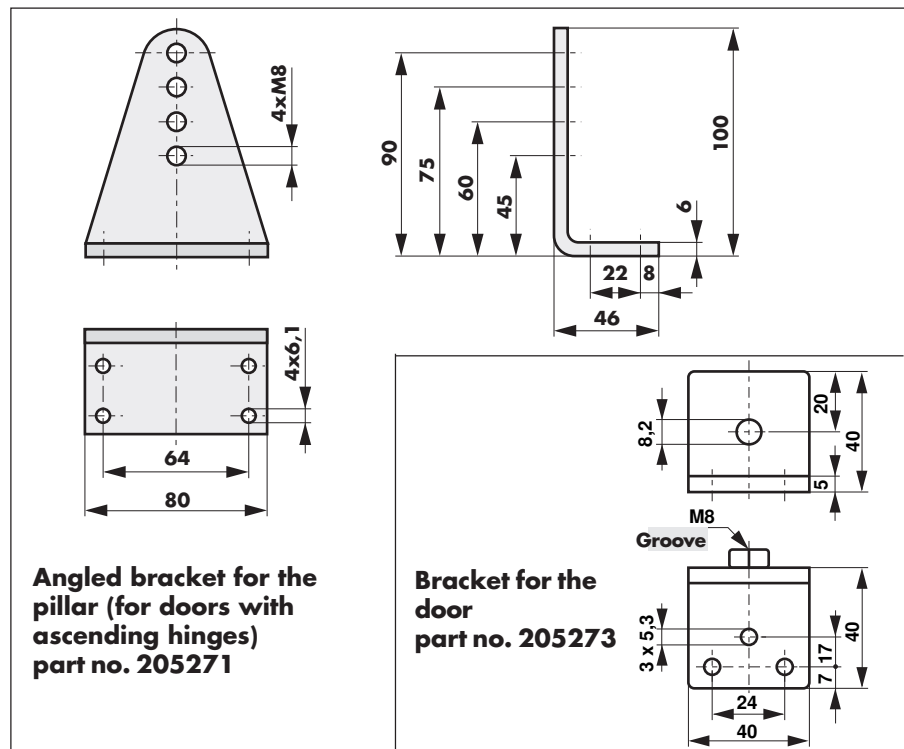 4xM8
90
75
60
45
100
6
22
8
46
4x6,1
64
80
8,2
20
40
5
M8
Groove
3 x 5,3
17
7
40
24
40
Angled bracket for the
pillar (for doors with
ascending hinges)
part no. 205271
Bracket for the
door
part no. 205273